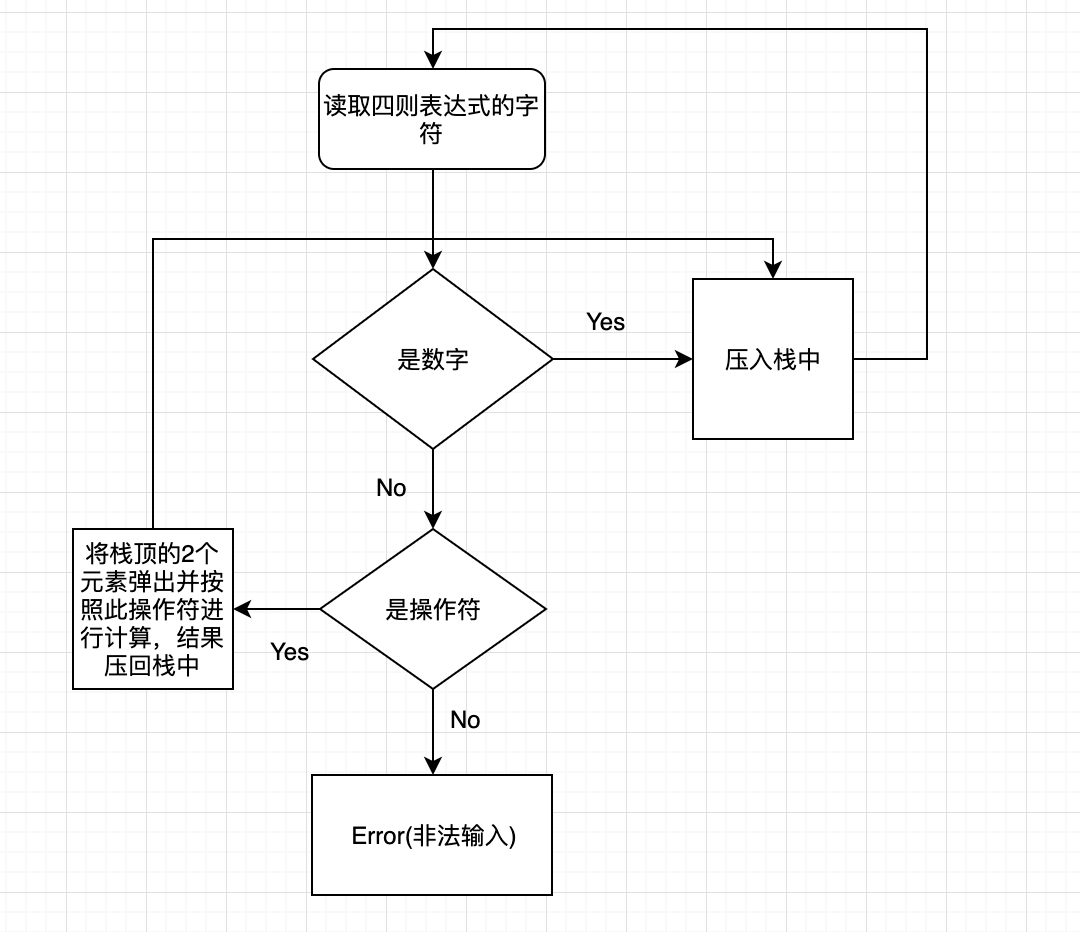 读取四则表达式的字
符
是数字
Yes
压入栈中
No
将栈顶的2个
元素弹出并按
照此操作符进
行计算，结果
压回栈中
是操作符
Yes
No
Error(非法输入)